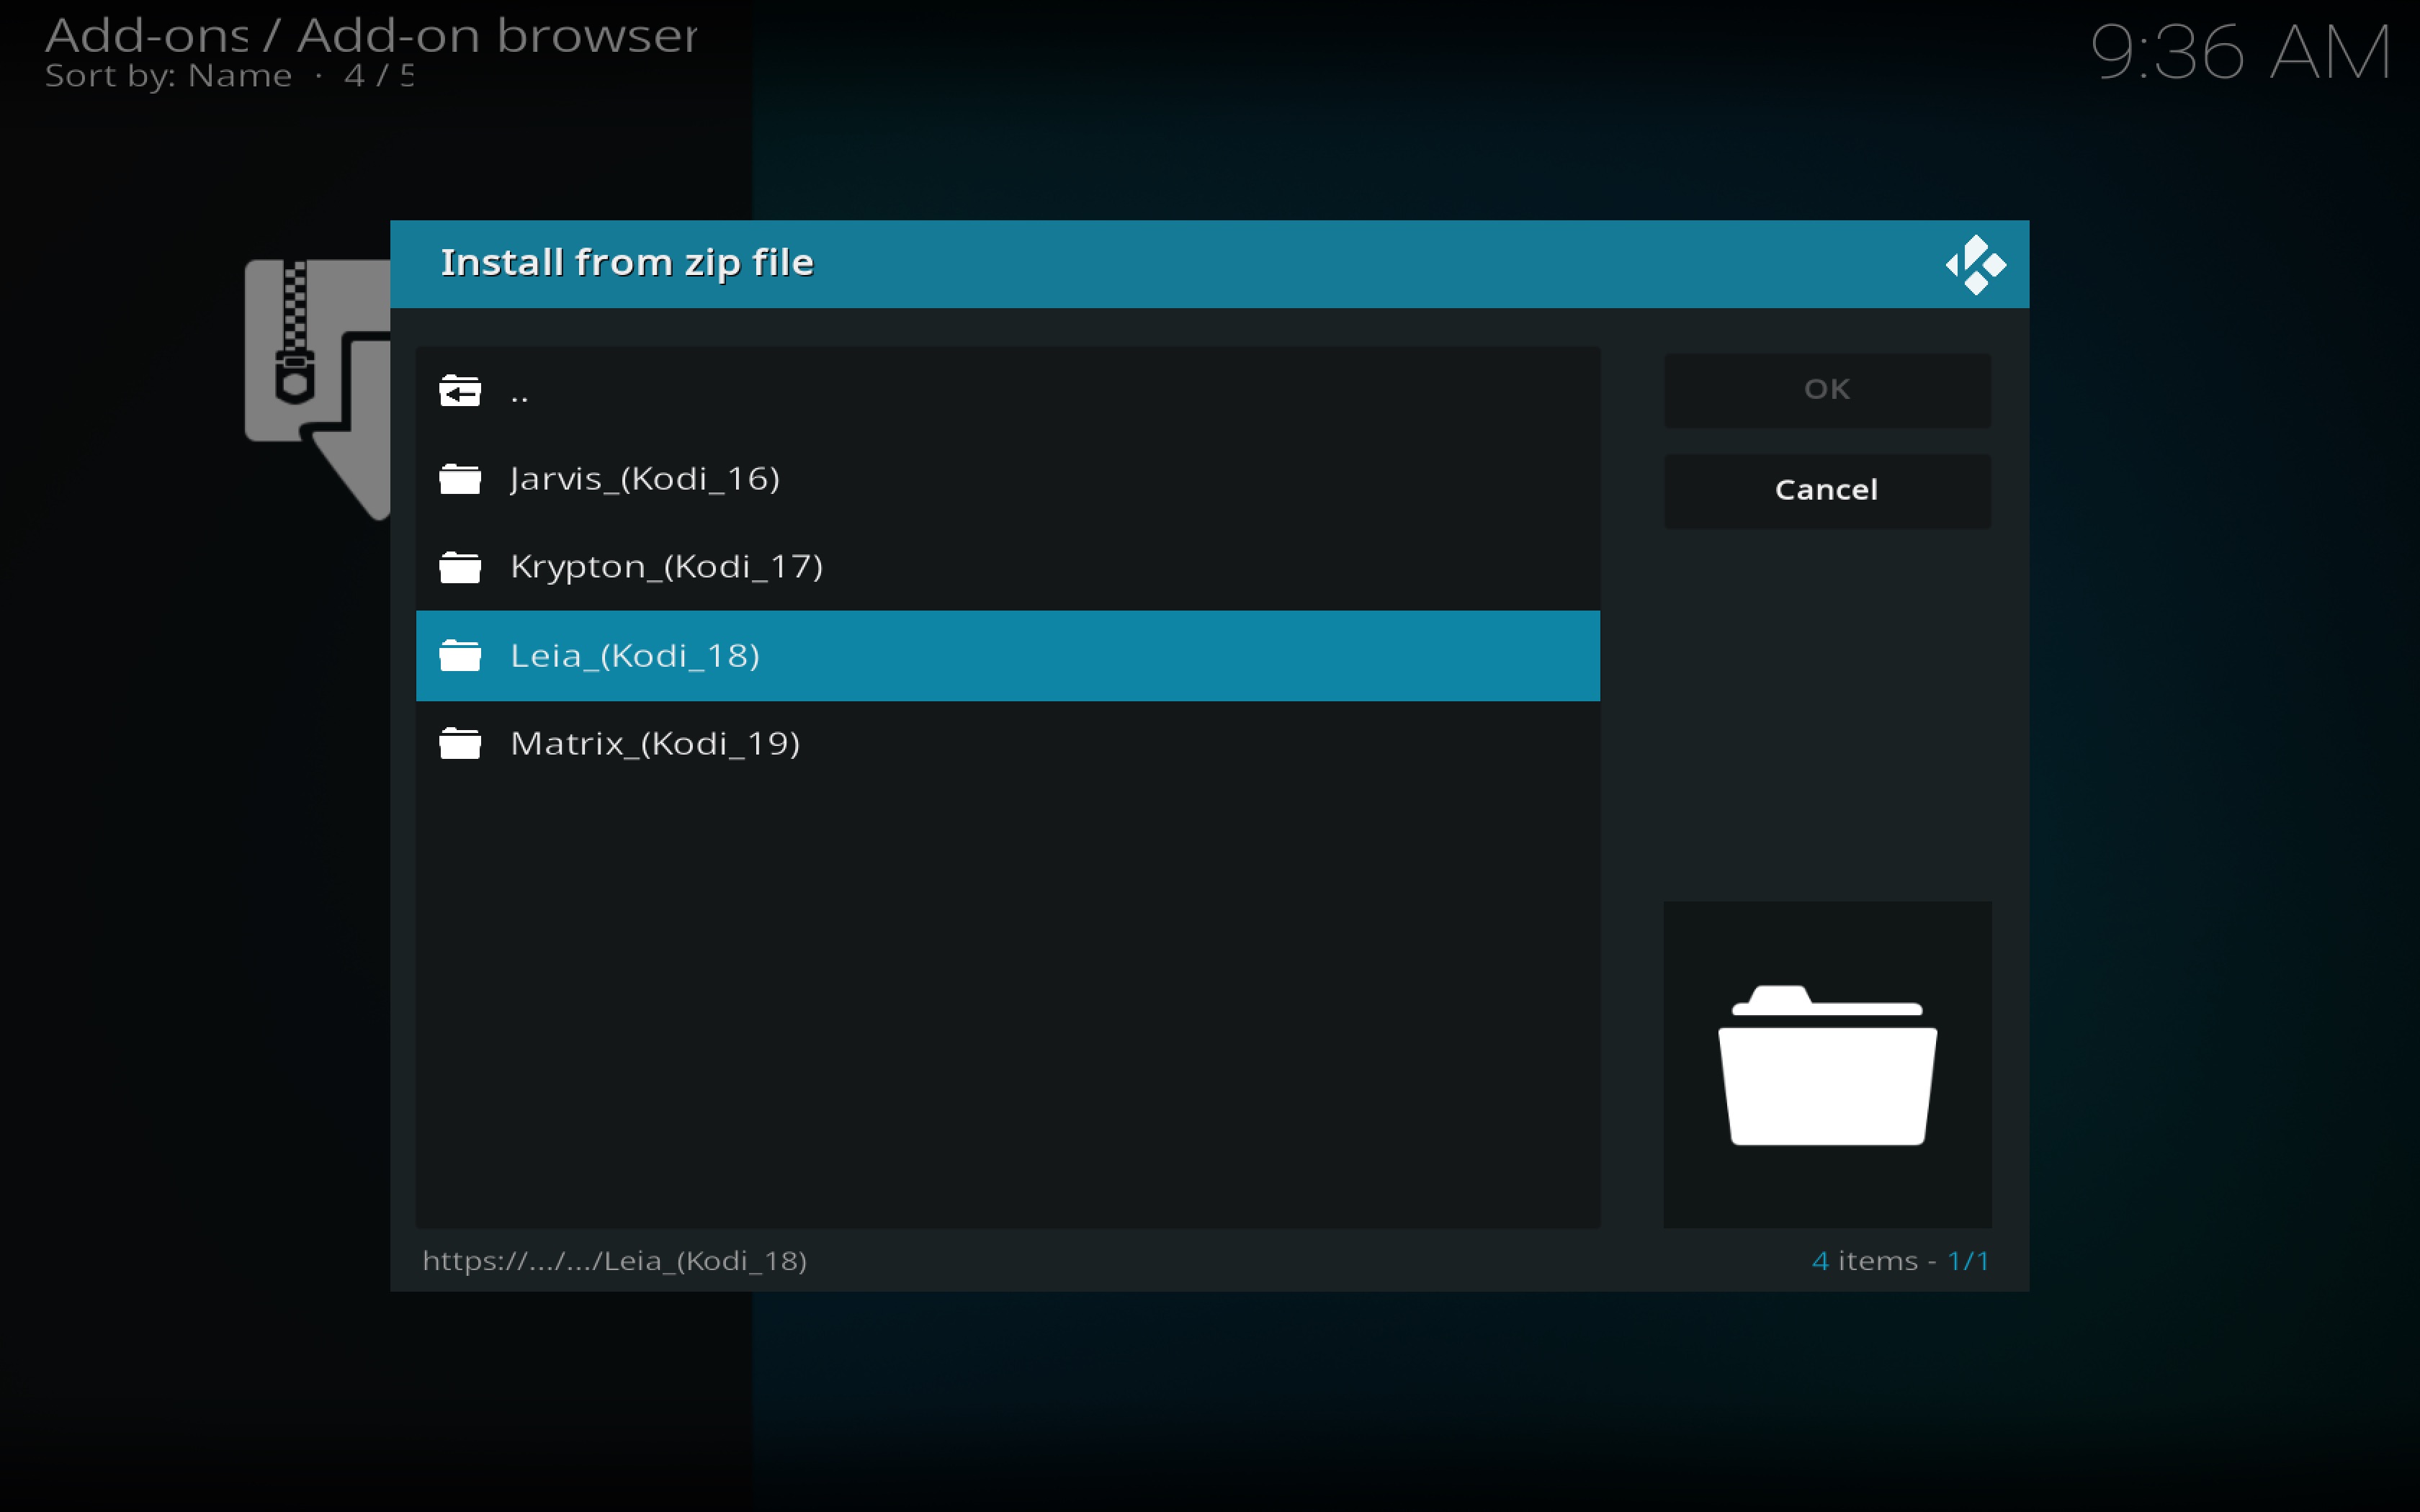 Add-ons / Add-on browser
Sort by: Name · 4 / 5
9:36 AM
Install from zip file
..
Jarvis_(Kodi_16)
Krypton_(Kodi_17)
Leia_(Kodi_18)
Matrix_(Kodi_19)
OK
Cancel
https://.../.../Leia_(Kodi_18)
4 items - 1/1